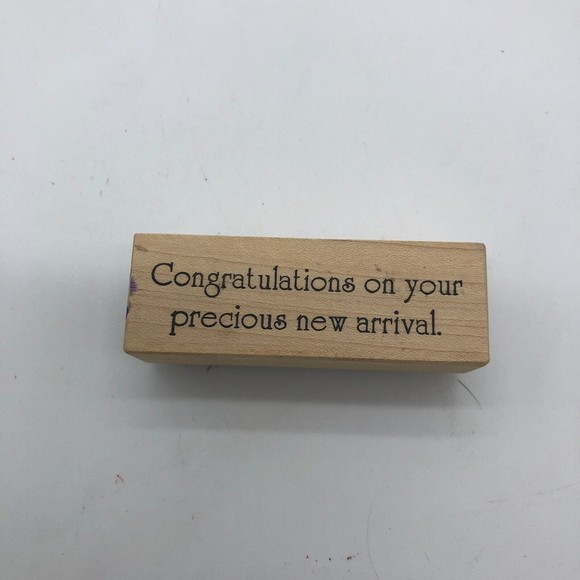 Congratulations on your
precious new arrival.